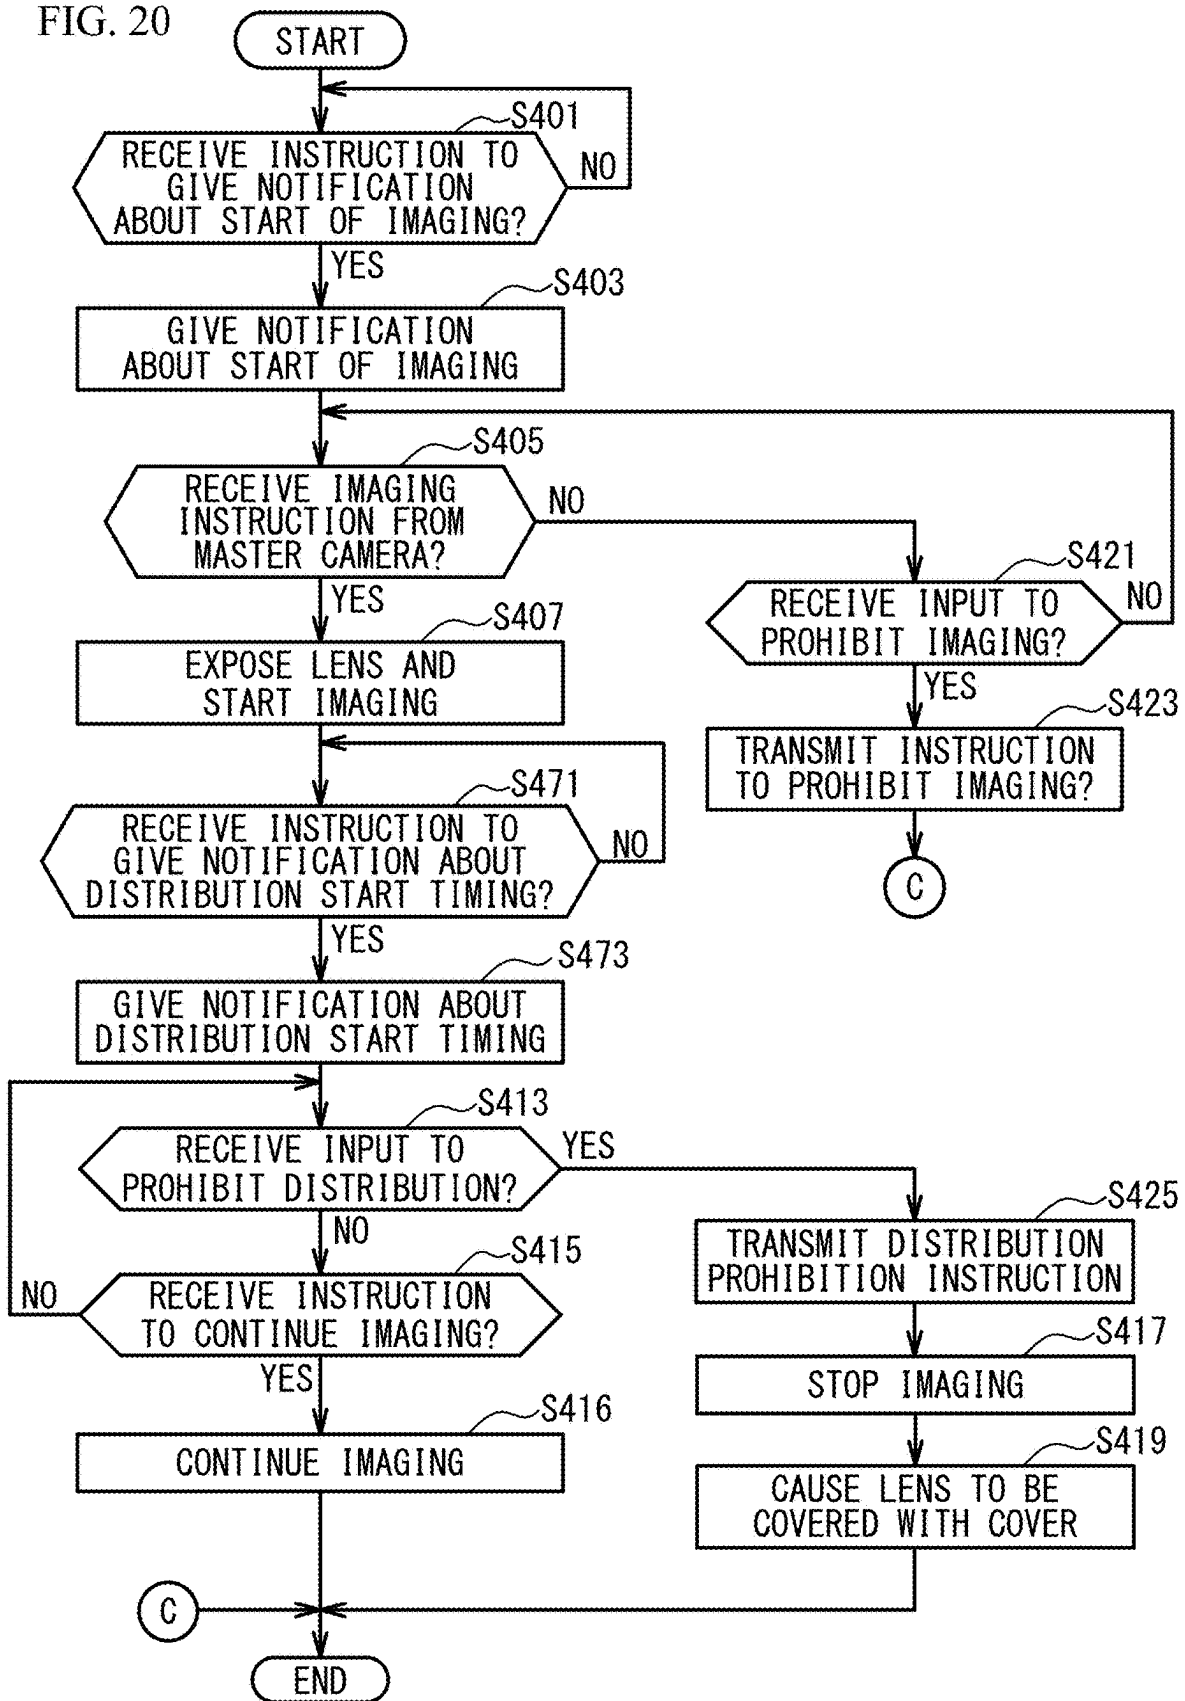 FIG. 20
START
S401
RECEIVE INSTRUCTION TO
GIVE NOTIFICATION
ABOUT START OF IMAGING?
NO
YES
S403
GIVE NOTIFICATION
ABOUT START OF IMAGING
S405
RECEIVE IMAGING
INSTRUCTION FROM
MASTER CAMERA?
NO
YES
S421
RECEIVE INPUT TO
PROHIBIT IMAGING?
NO
YES
S407
EXPOSE LENS AND
START IMAGING
S423
TRANSMIT INSTRUCTION
TO PROHIBIT IMAGING?
C
S471
RECEIVE INSTRUCTION TO
GIVE NOTIFICATION ABOUT
DISTRIBUTION START TIMING?
NO
YES
S473
GIVE NOTIFICATION ABOUT
DISTRIBUTION START TIMING
S413
RECEIVE INPUT TO
PROHIBIT DISTRIBUTION?
YES
NO
S415
RECEIVE INSTRUCTION
TO CONTINUE IMAGING?
NO
YES
S416
CONTINUE IMAGING
S425
TRANSMIT DISTRIBUTION
PROHIBITION INSTRUCTION
S417
STOP IMAGING
S419
CAUSE LENS TO BE
COVERED WITH COVER
C
END